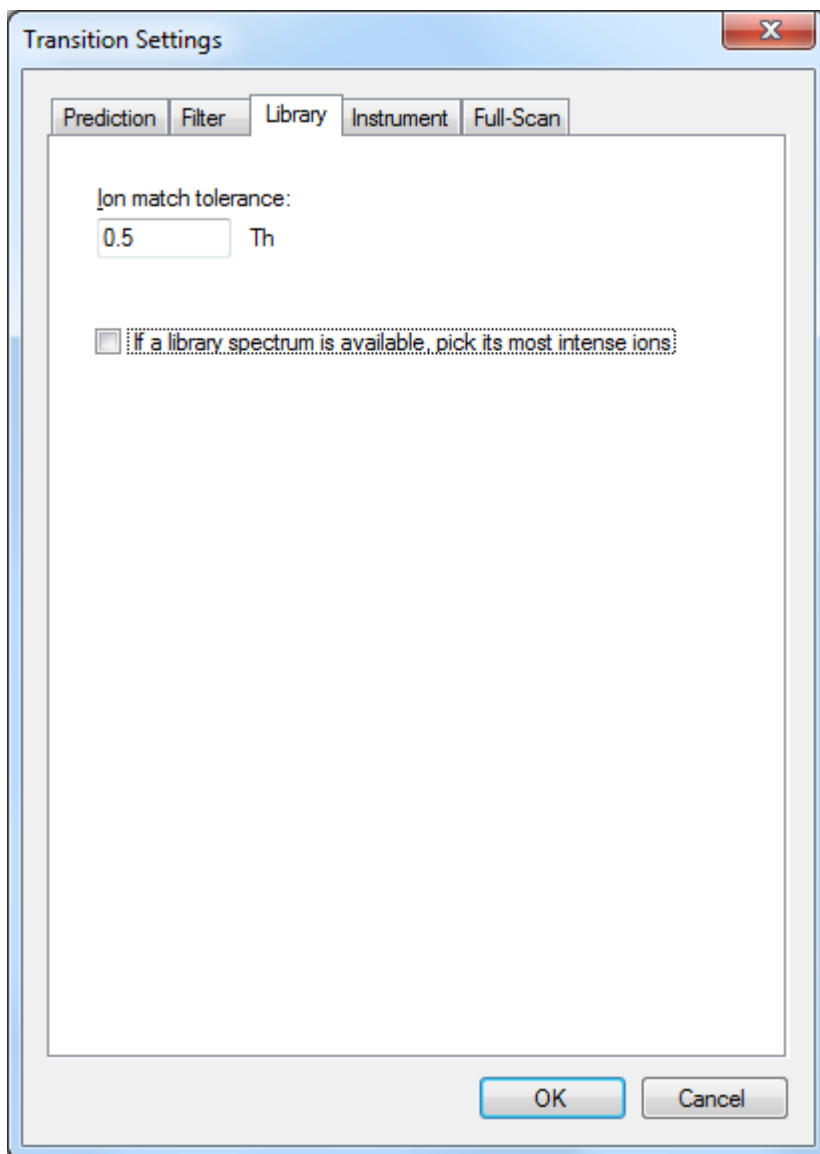 Transition Settings
Prediction Filter Library Instrument Full-Scan
Ion match tolerance:
0.5 Th
If a library spectrum is available, pick its most intense ions
OK Cancel